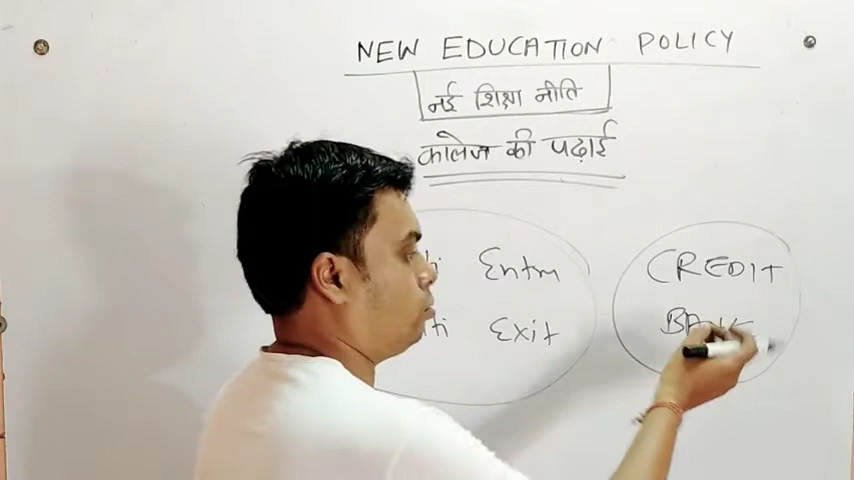 NEW EDUCATION POLICY
नई शिक्षा नीति
कालेज की पढ़ाई
Entry
Exit
CREDIT